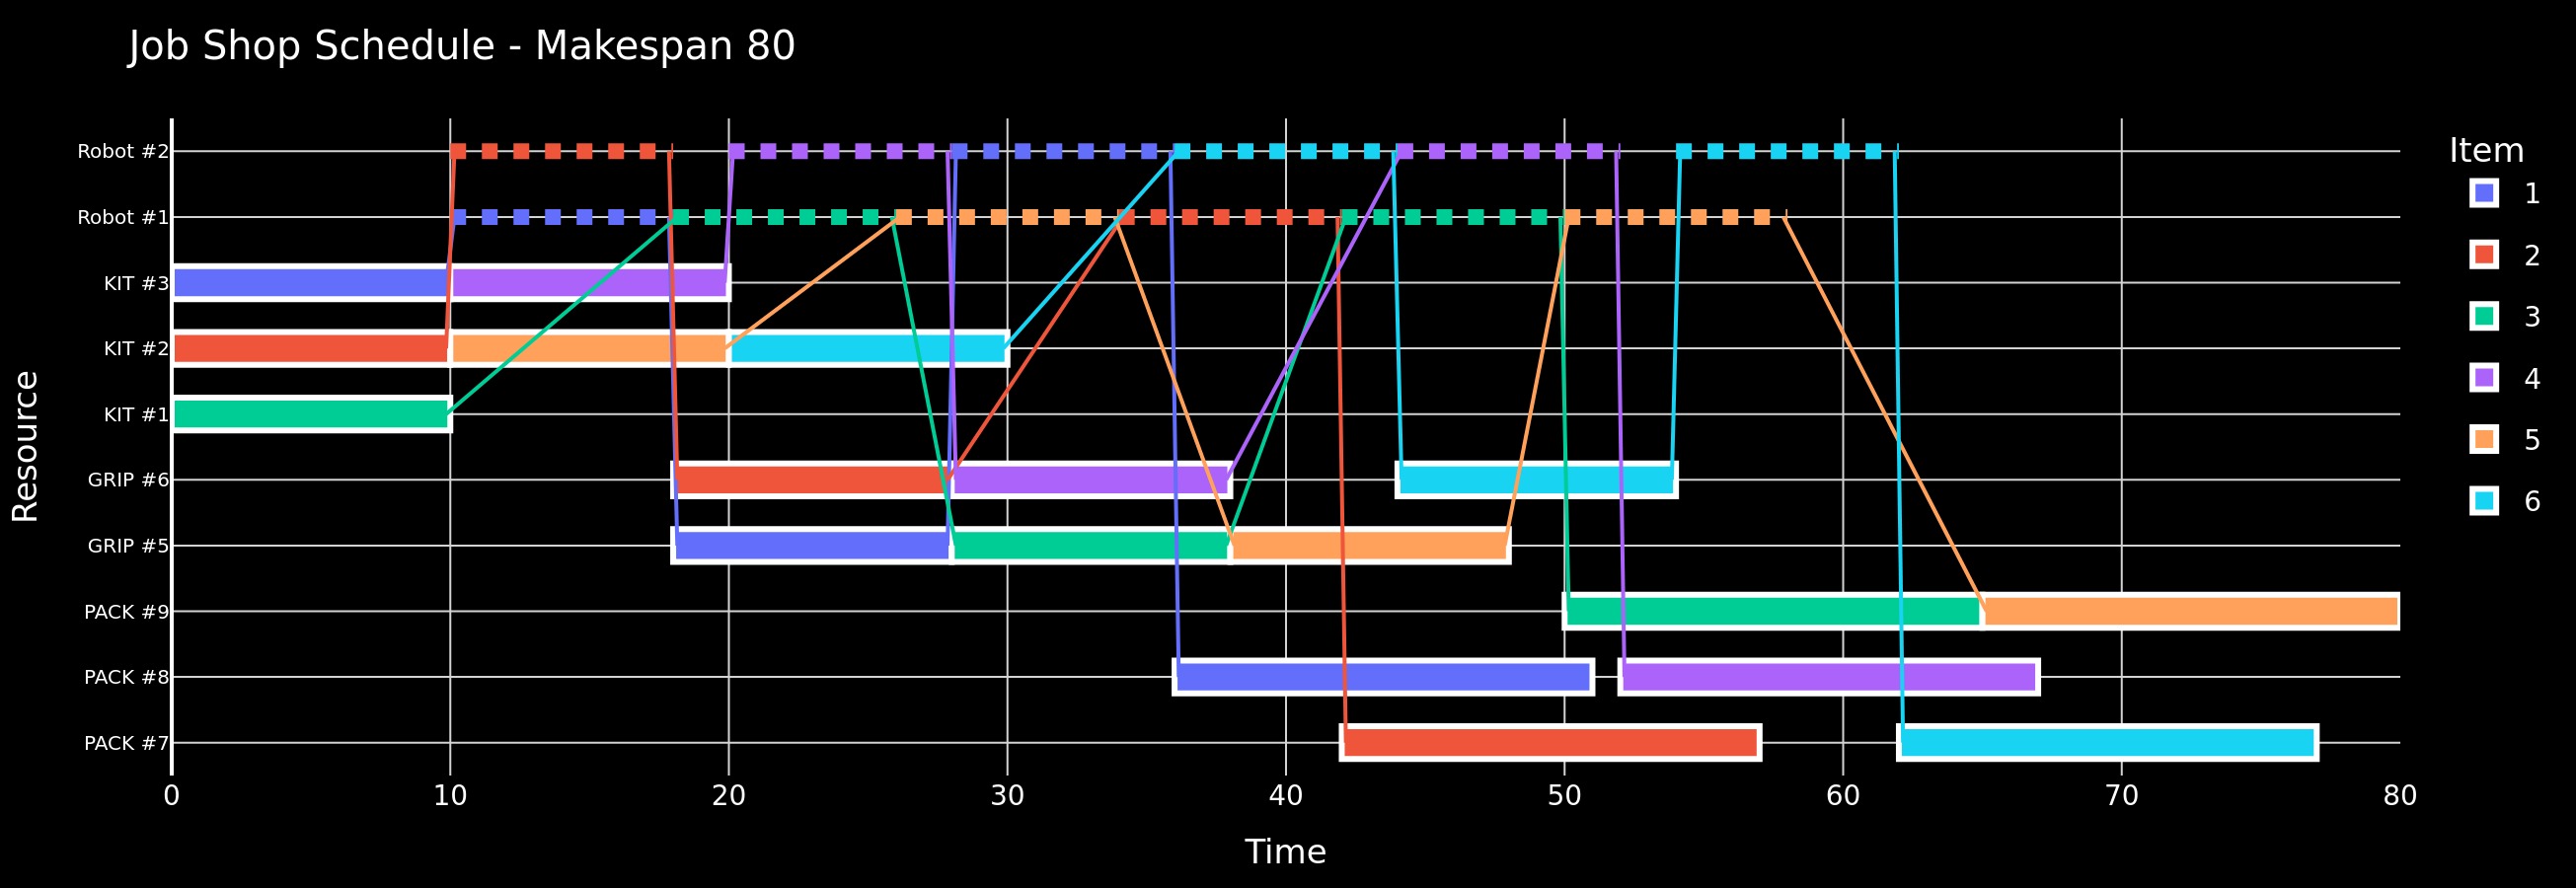 Job Shop Schedule - Makespan 80
Resource
Robot #2
Robot #1
KIT #3
KIT #2
KIT #1
GRIP #6
GRIP #5
PACK #9
PACK #8
PACK #7
0 10 20 30 40 50 60 70 80
Time
Item
1
2
3
4
5
6